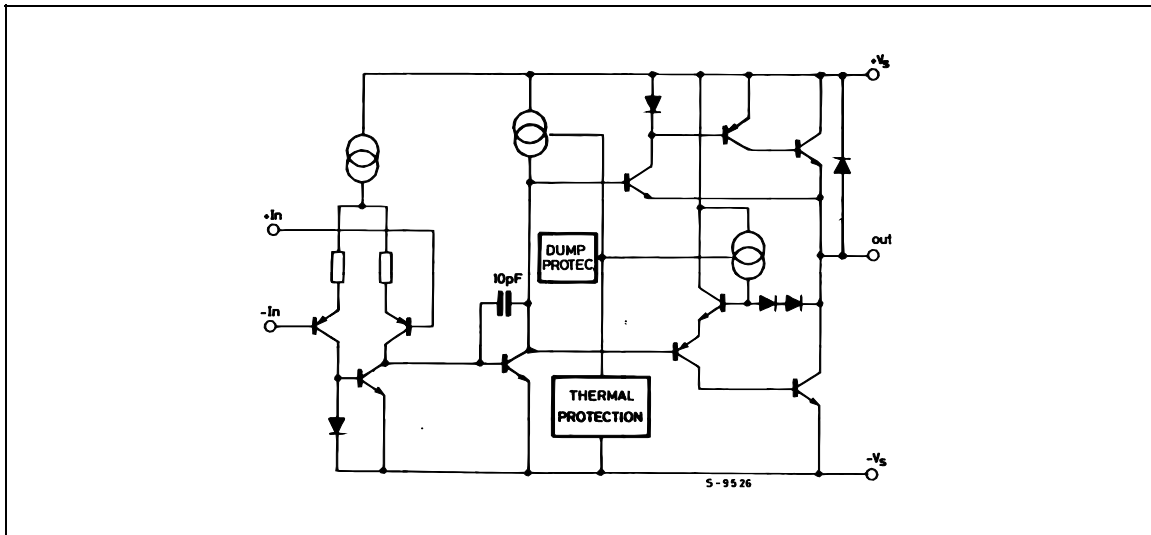 +Vs
+In
DUMP
PROTEC.
out
10pF
-In
THERMAL
PROTECTION
-Vs
S-9526